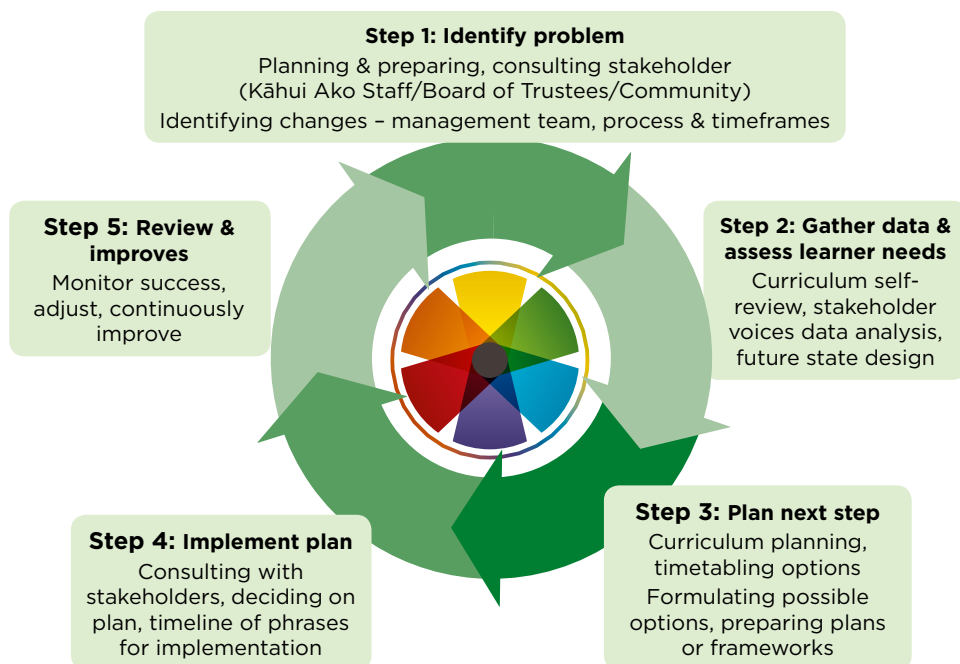 Step 1: Identify problem
Planning & preparing, consulting stakeholder
(Kāhui Ako Staff/Board of Trustees/Community)
Identifying changes – management team, process & timeframes
Step 2: Gather data &
assess learner needs
Curriculum self-
review, stakeholder
voices data analysis,
future state design
Step 3: Plan next step
Curriculum planning,
timetabling options
Formulating possible
options, preparing plans
or frameworks
Step 4: Implement plan
Consulting with
stakeholders, deciding on
plan, timeline of phrases
for implementation
Step 5: Review &
improves
Monitor success,
adjust, continuously
improve